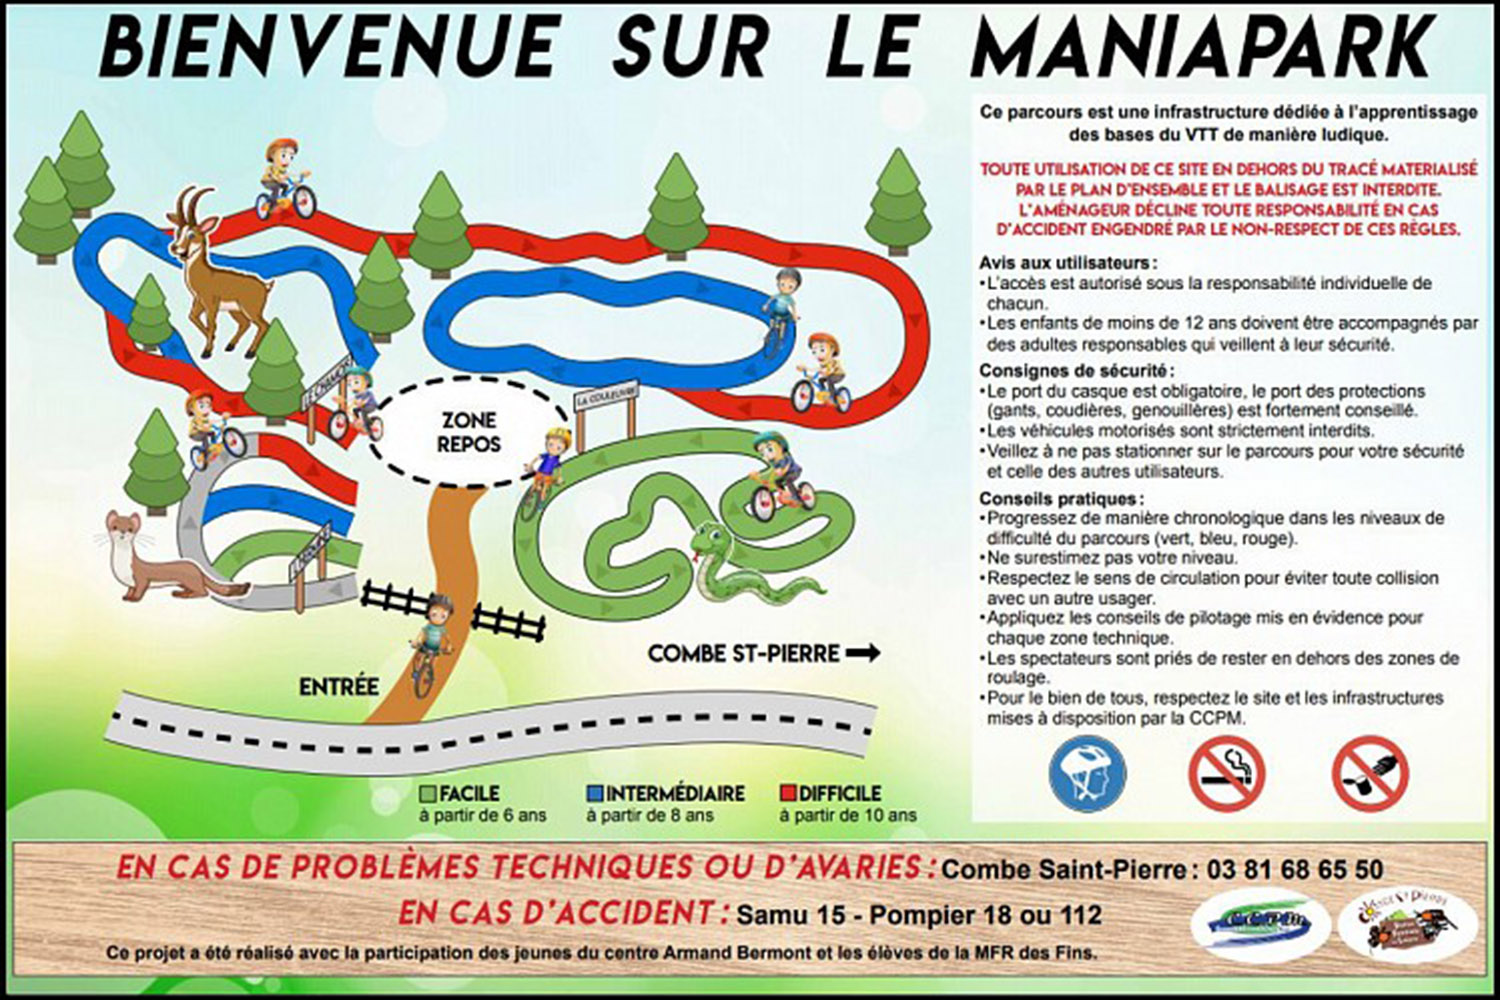 BIENVENUE SUR LE MANIAPARK
Ce parcours est une infrastructure dédiée à l'apprentissage
des bases du VTT de manière ludique.
TOUTE UTILISATION DE CE SITE EN DEHORS DU TRACÉ MATERIALISÉ
PAR LE PLAN D'ENSEMBLE ET LE BALISAGE EST INTERDITE.
L'AMÉNAGEUR DÉCLINE TOUTE RESPONSABILITÉ EN CAS
D'ACCIDENT ENGENDRÉ PAR LE NON-RESPECT DE CES RÈGLES.
Avis aux utilisateurs :
•L'accès est autorisé sous la responsabilité individuelle de
chacun.
•Les enfants de moins de 12 ans doivent être accompagnés par
des adultes responsables qui veillent à leur sécurité.
Consignes de sécurité :
•Le port du casque est obligatoire, le port des protections
(gants, coudières, genouillères) est fortement conseillé.
•Les véhicules motorisés sont strictement interdits.
•Veillez à ne pas stationner sur le parcours pour votre sécurité
et celle des autres utilisateurs.
Conseils pratiques :
•Progressez de manière chronologique dans les niveaux de
difficulté du parcours (vert, bleu, rouge).
•Ne surestimez pas votre niveau.
•Respectez le sens de circulation pour éviter toute collision
avec un autre usager.
•Appliquez les conseils de pilotage mis en évidence pour
chaque zone technique.
•Les spectateurs sont priés de rester en dehors des zones de
roulage.
•Pour le bien de tous, respectez le site et les infrastructures
mises à disposition par la CCPM.
LA COULEUVRE
ZONE
REPOS
COMBE ST-PIERRE
ENTRÉE
FACILE
à partir de 6 ans
INTERMÉDIAIRE
à partir de 8 ans
DIFFICILE
à partir de 10 ans
EN CAS DE PROBLÈMES TECHNIQUES OU D'AVARIES : Combe Saint-Pierre : 03 81 68 65 50
EN CAS D'ACCIDENT : Samu 15 - Pompier 18 ou 112
Ce projet a été réalisé avec la participation des jeunes du centre Armand Bermont et les élèves de la MFR des Fins.
CCPM